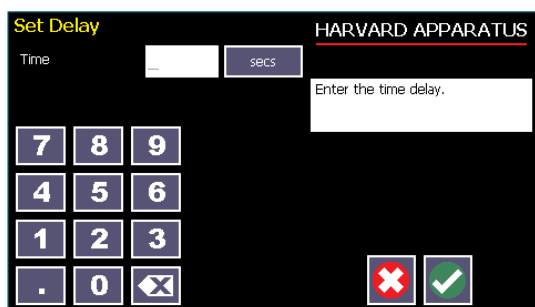 Set Delay
HARVARD APPARATUS
Time
_
secs
Enter the time delay.
7 8 9
4 5 6
1 2 3
. 0